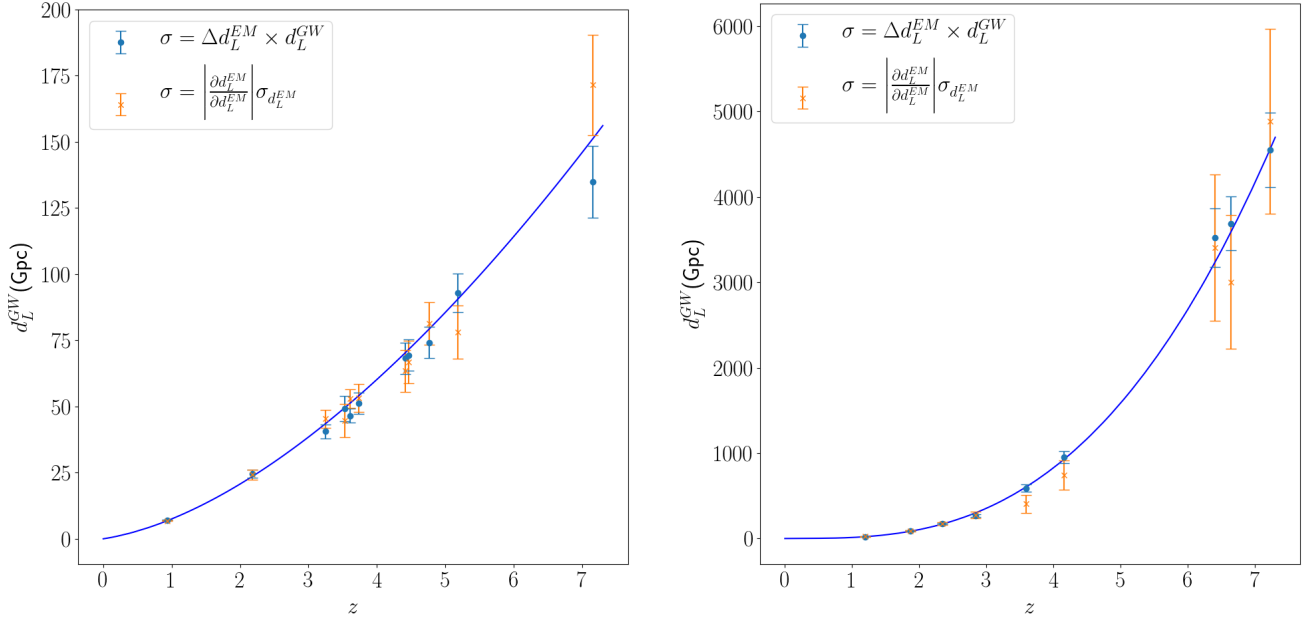 σ = Δd_L^{EM} × d_L^{GW}
σ = |∂d_L^{EM}/∂d_L^{EM}| σ_{d_L^{EM}}
200
175
150
125
100
75
50
25
0
d_L^{GW}(Gpc)
0 1 2 3 4 5 6 7
z
σ = Δd_L^{EM} × d_L^{GW}
σ = |∂d_L^{EM}/∂d_L^{EM}| σ_{d_L^{EM}}
6000
5000
4000
3000
2000
1000
0
d_L^{GW}(Gpc)
0 1 2 3 4 5 6 7
z